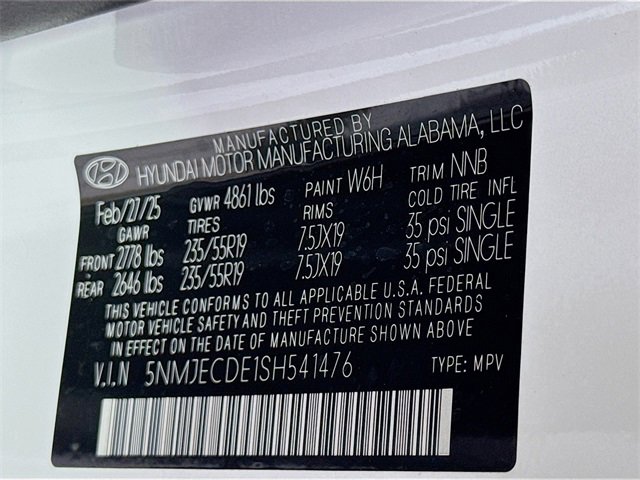 MANUFACTURED BY
HYUNDAI MOTOR MANUFACTURING ALABAMA, LLC
Feb/27/25 GVWR 4861 lbs PAINT W6H TRIM NNB
GAWR TIRES RIMS COLD TIRE INFL
FRONT 2778 lbs 235/55R19 7.5JX19 35 psi SINGLE
REAR 2646 lbs 235/55R19 7.5JX19 35 psi SINGLE
THIS VEHICLE CONFORMS TO ALL APPLICABLE U.S.A. FEDERAL
MOTOR VEHICLE SAFETY AND THEFT PREVENTION STANDARDS
IN EFFECT ON THE DATE OF MANUFACTURE SHOWN ABOVE
V.I.N 5NMJECDE1SH541476 TYPE: MPV